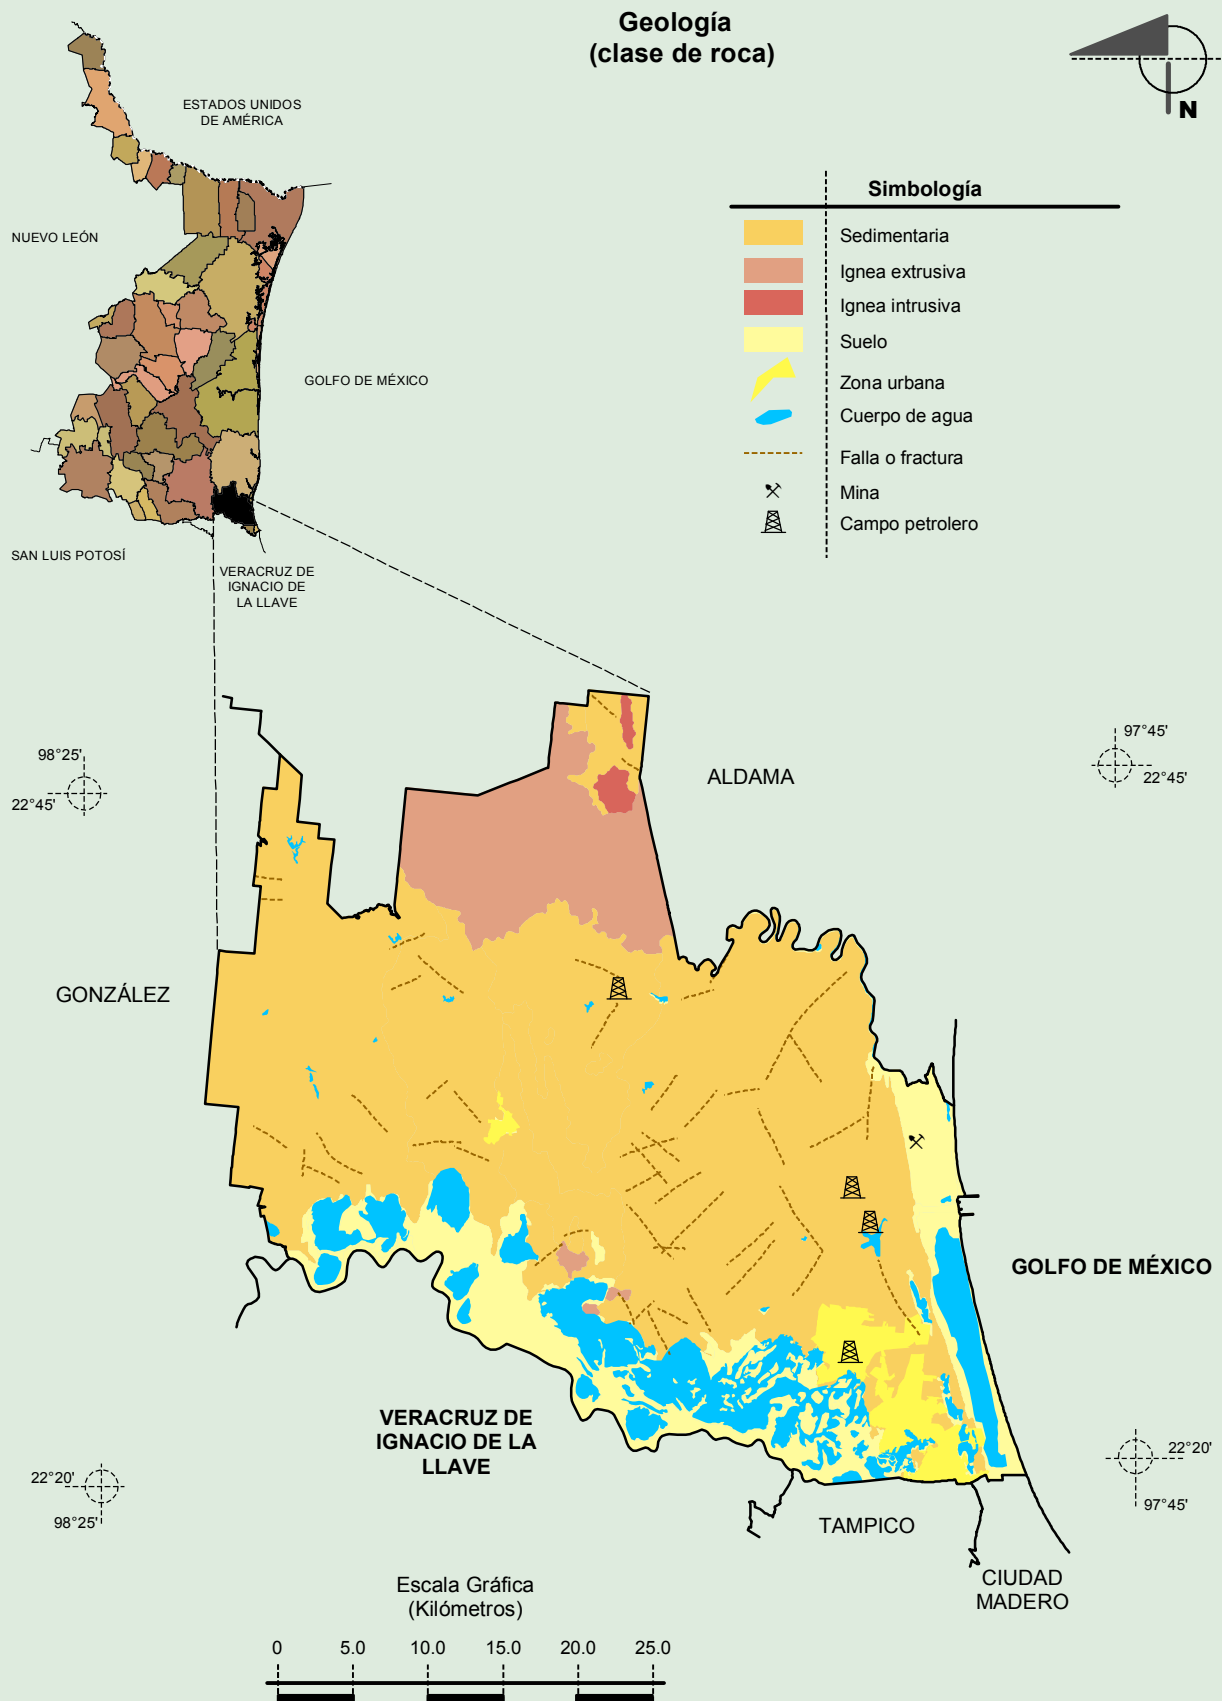 Geología
(clase de roca)
N
ESTADOS UNIDOS
DE AMÉRICA
NUEVO LEÓN
GOLFO DE MÉXICO
SAN LUIS POTOSÍ
VERACRUZ DE
IGNACIO DE
LA LLAVE
Simbología
Sedimentaria
Ignea extrusiva
Ignea intrusiva
Suelo
Zona urbana
Cuerpo de agua
Falla o fractura
Mina
Campo petrolero
98°25'
22°45'
97°45'
22°45'
ALDAMA
GONZÁLEZ
GOLFO DE MÉXICO
VERACRUZ DE
IGNACIO DE LA
LLAVE
22°20'
98°25'
22°20'
97°45'
TAMPICO
CIUDAD
MADERO
Escala Gráfica
(Kilómetros)
0 5.0 10.0 15.0 20.0 25.0